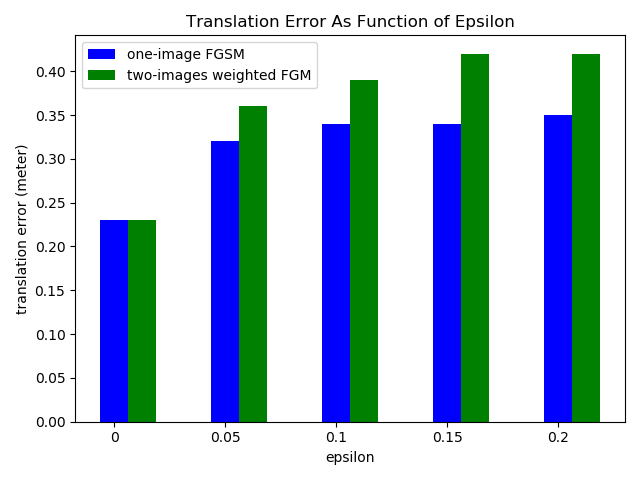 Translation Error As Function of Epsilon
one-image FGSM
two-images weighted FGM
translation error (meter)
0.40
0.35
0.30
0.25
0.20
0.15
0.10
0.05
0.00
0
0.05
0.1
0.15
0.2
epsilon